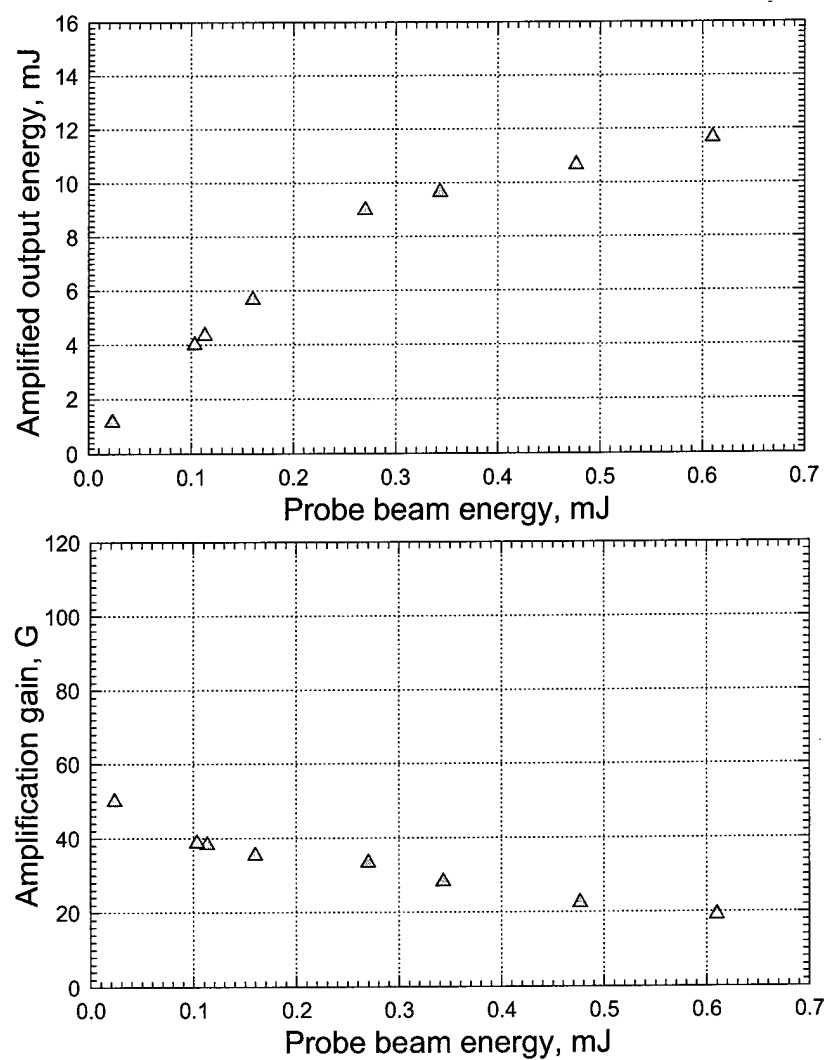 16
14
12
10
8
6
4
2
0
Amplified output energy, mJ
0.0 0.1 0.2 0.3 0.4 0.5 0.6 0.7
Probe beam energy, mJ
120
100
80
60
40
20
0
Amplification gain, G
0.0 0.1 0.2 0.3 0.4 0.5 0.6 0.7
Probe beam energy, mJ